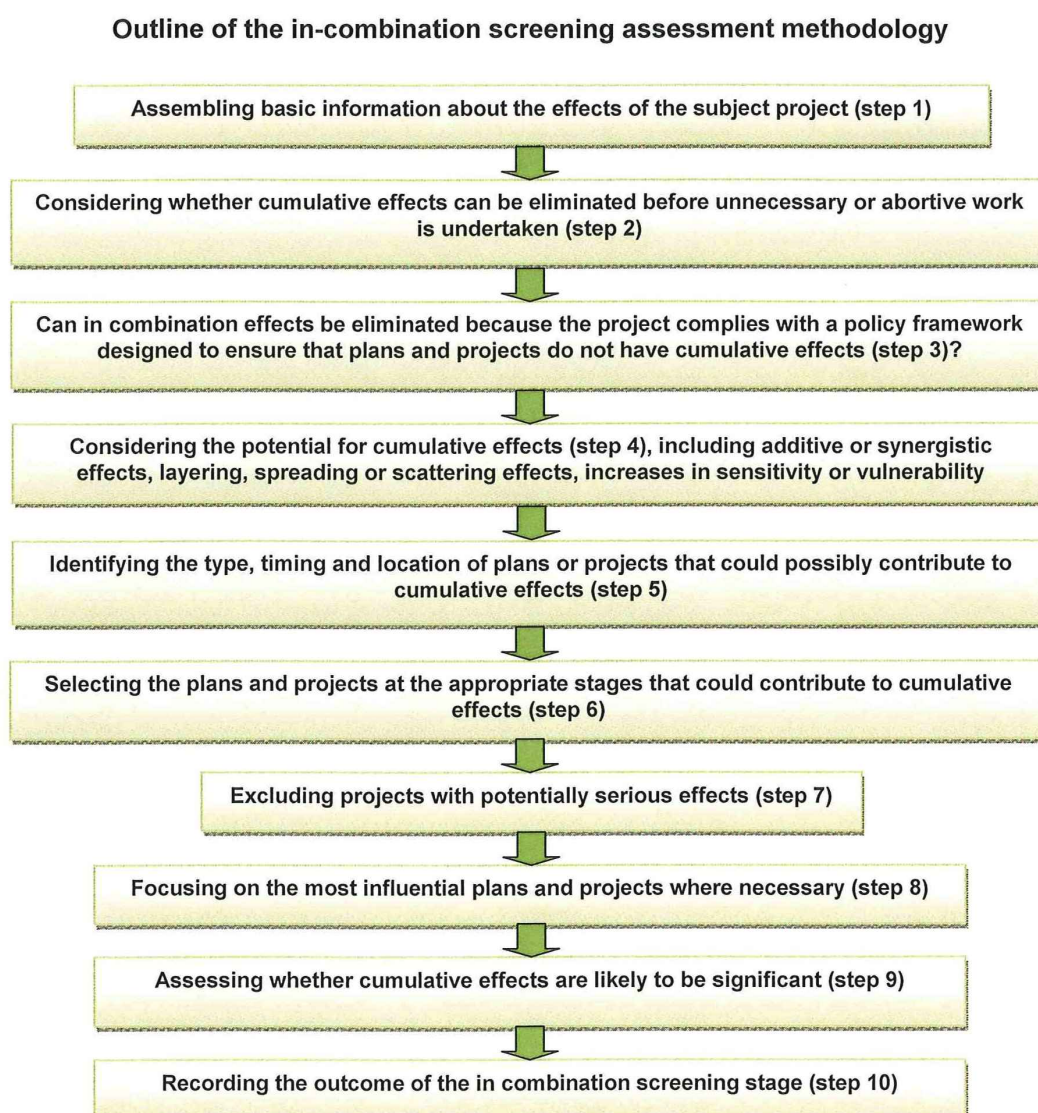 Outline of the in-combination screening assessment methodology
Assembling basic information about the effects of the subject project (step 1)
Considering whether cumulative effects can be eliminated before unnecessary or abortive work
is undertaken (step 2)
Can in combination effects be eliminated because the project complies with a policy framework
designed to ensure that plans and projects do not have cumulative effects (step 3)?
Considering the potential for cumulative effects (step 4), including additive or synergistic
effects, layering, spreading or scattering effects, increases in sensitivity or vulnerability
Identifying the type, timing and location of plans or projects that could possibly contribute to
cumulative effects (step 5)
Selecting the plans and projects at the appropriate stages that could contribute to cumulative
effects (step 6)
Excluding projects with potentially serious effects (step 7)
Focusing on the most influential plans and projects where necessary (step 8)
Assessing whether cumulative effects are likely to be significant (step 9)
Recording the outcome of the in combination screening stage (step 10)